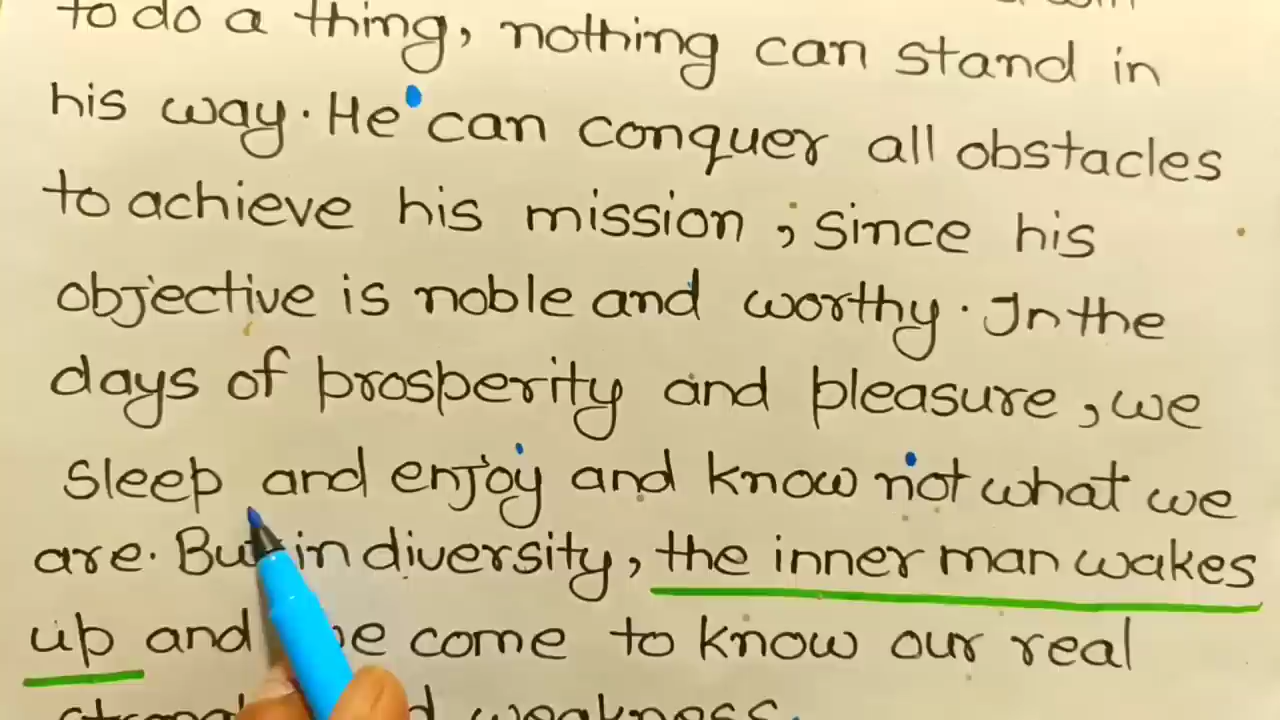 to do a thing, nothing can stand in
his way. He can conquer all obstacles
to achieve his mission ; since his
objective is noble and worthy. In the
days of prosperity and pleasure, we
sleep and enjoy and know not what we
are. But in diversity, the inner man wakes
up and come to know our real
weakness.